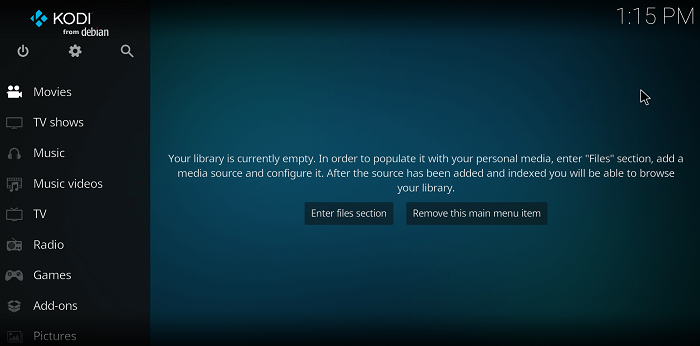 KODI
from debian
1:15 PM
Movies
TV shows
Music
Music videos
TV
Radio
Games
Add-ons
Pictures
Your library is currently empty. In order to populate it with your personal media, enter "Files" section, add a
media source and configure it. After the source has been added and indexed you will be able to browse
your library.
Enter files section
Remove this main menu item